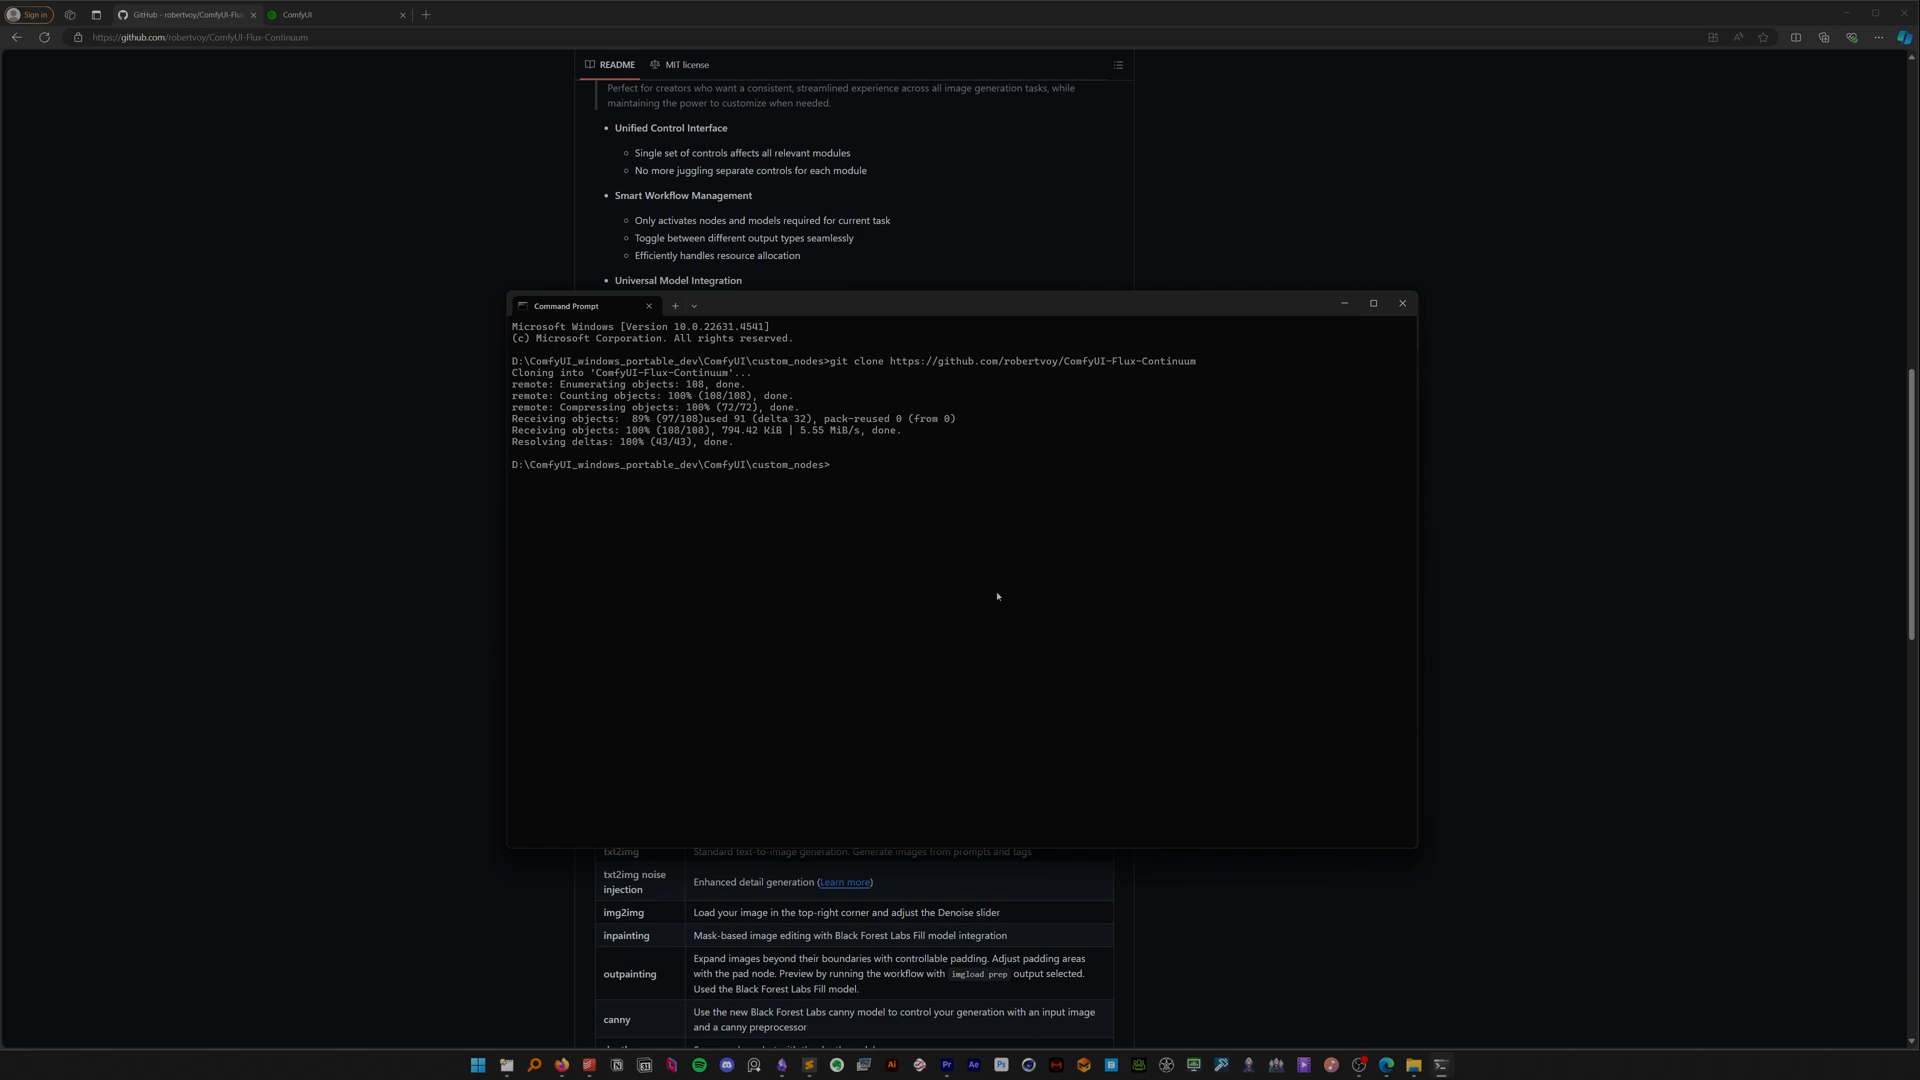 Sign in
GitHub - robertvoy/ComfyUI-Flux
ComfyUI
https://github.com/robertvoy/ComfyUI-Flux-Continuum
README
MIT license
Perfect for creators who want a consistent, streamlined experience across all image generation tasks, while
maintaining the power to customize when needed.
• Unified Control Interface
Single set of controls affects all relevant modules
No more juggling separate controls for each module
• Smart Workflow Management
Only activates nodes and models required for current task
Toggle between different output types seamlessly
Efficiently handles resource allocation
• Universal Model Integration
Command Prompt
Microsoft Windows [Version 10.0.22631.4541]
(c) Microsoft Corporation. All rights reserved.
D:\ComfyUI_windows_portable_dev\ComfyUI\custom_nodes>git clone https://github.com/robertvoy/ComfyUI-Flux-Continuum
Cloning into 'ComfyUI-Flux-Continuum'...
remote: Enumerating objects: 108, done.
remote: Counting objects: 100% (108/108), done.
remote: Compressing objects: 100% (72/72), done.
Receiving objects:  89% (97/108)used 91 (delta 32), pack-reused 0 (from 0)
Receiving objects: 100% (108/108), 794.42 KiB | 5.55 MiB/s, done.
Resolving deltas: 100% (43/43), done.
D:\ComfyUI_windows_portable_dev\ComfyUI\custom_nodes>
txt2img
Standard text-to-image generation. Generate images from prompts and tags
txt2img noise
injection
Enhanced detail generation (Learn more)
img2img
Load your image in the top-right corner and adjust the Denoise slider
inpainting
Mask-based image editing with Black Forest Labs Fill model integration
outpainting
Expand images beyond their boundaries with controllable padding. Adjust padding areas
with the pad node. Preview by running the workflow with imgload prep output selected.
Used the Black Forest Labs Fill model.
canny
Use the new Black Forest Labs canny model to control your generation with an input image
and a canny preprocessor
31
Ai
Pr
Ae
Ps